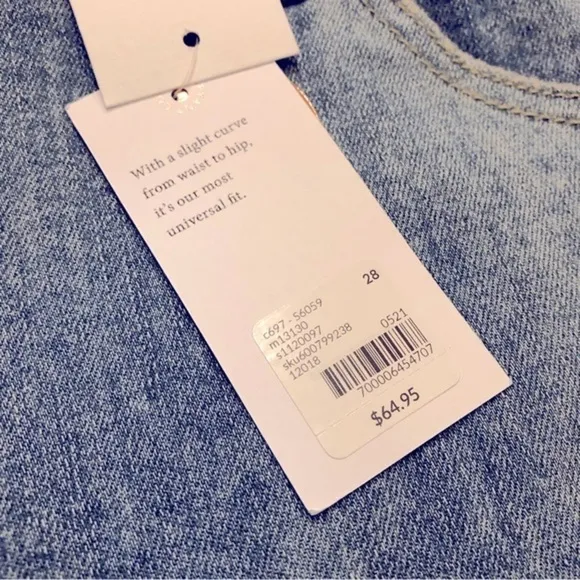 With a slight curve
from waist to hip,
it's our most
universal fit.
28
c697 - 56059
m13130
s1120097
sku600799238
12018
0521
700006454707
$64.95